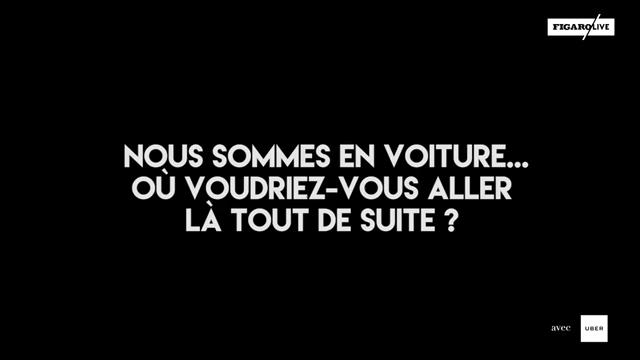 FIGARO/LIVE
NOUS SOMMES EN VOITURE...
OÙ VOUDRIEZ-VOUS ALLER
LÀ TOUT DE SUITE ?
avec UBER